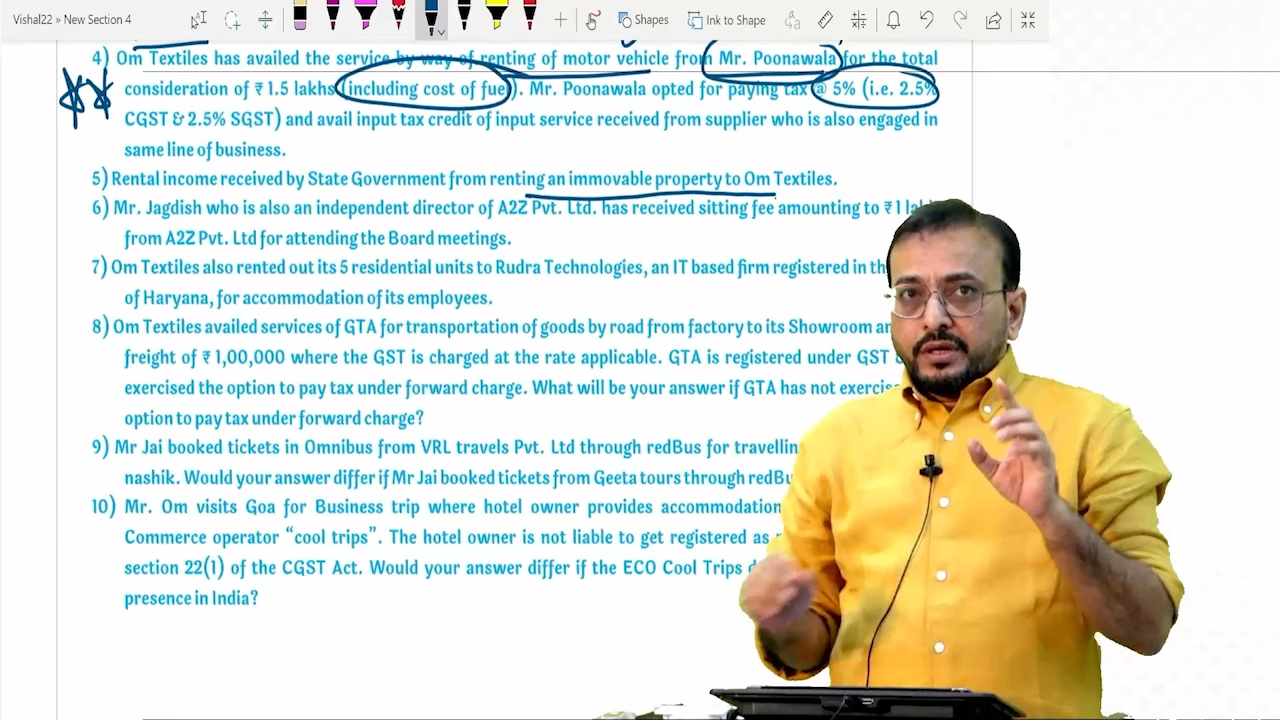 Vishal22 » New Section 4
Shapes
Ink to Shape
4) Om Textiles has availed the service by way of renting of motor vehicle from Mr. Poonawala for the total
consideration of ₹ 1.5 lakhs (including cost of fuel). Mr. Poonawala opted for paying tax @ 5% (i.e. 2.5%
CGST & 2.5% SGST) and avail input tax credit of input service received from supplier who is also engaged in
same line of business.
5) Rental income received by State Government from renting an immovable property to Om Textiles.
6) Mr. Jagdish who is also an independent director of A2Z Pvt. Ltd. has received sitting fee amounting to ₹ 1
from A2Z Pvt. Ltd for attending the Board meetings.
7) Om Textiles also rented out its 5 residential units to Rudra Technologies, an IT based firm registered in
of Haryana, for accommodation of its employees.
8) Om Textiles availed services of GTA for transportation of goods by road from factory to its Showroom
freight of ₹ 1,00,000 where the GST is charged at the rate applicable. GTA is registered under GST
exercised the option to pay tax under forward charge. What will be your answer if GTA has not
option to pay tax under forward charge?
9) Mr Jai booked tickets in Omnibus from VRL travels Pvt. Ltd through redBus for
nashik. Would your answer differ if Mr Jai booked tickets from Geeta tours through
10) Mr. Om visits Goa for Business trip where hotel owner provides accommodation
Commerce operator “cool trips”. The hotel owner is not liable to get registered as
section 22(1) of the CGST Act. Would your answer differ if the ECO Cool Trips
presence in India?